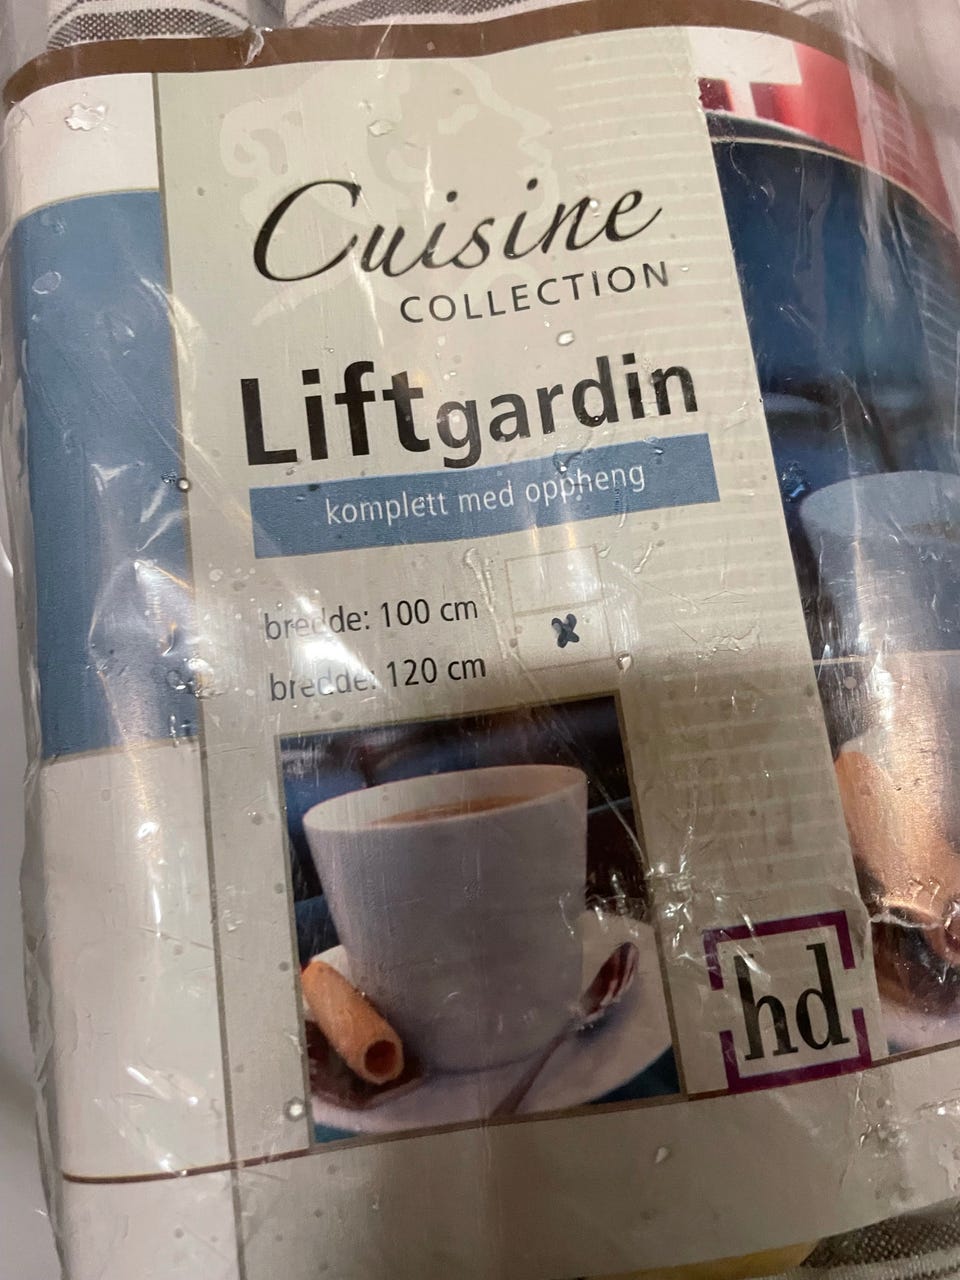 Cuisine
COLLECTION
Liftgardin
komplett med oppheng
bredde: 100 cm
bredde: 120 cm
hd